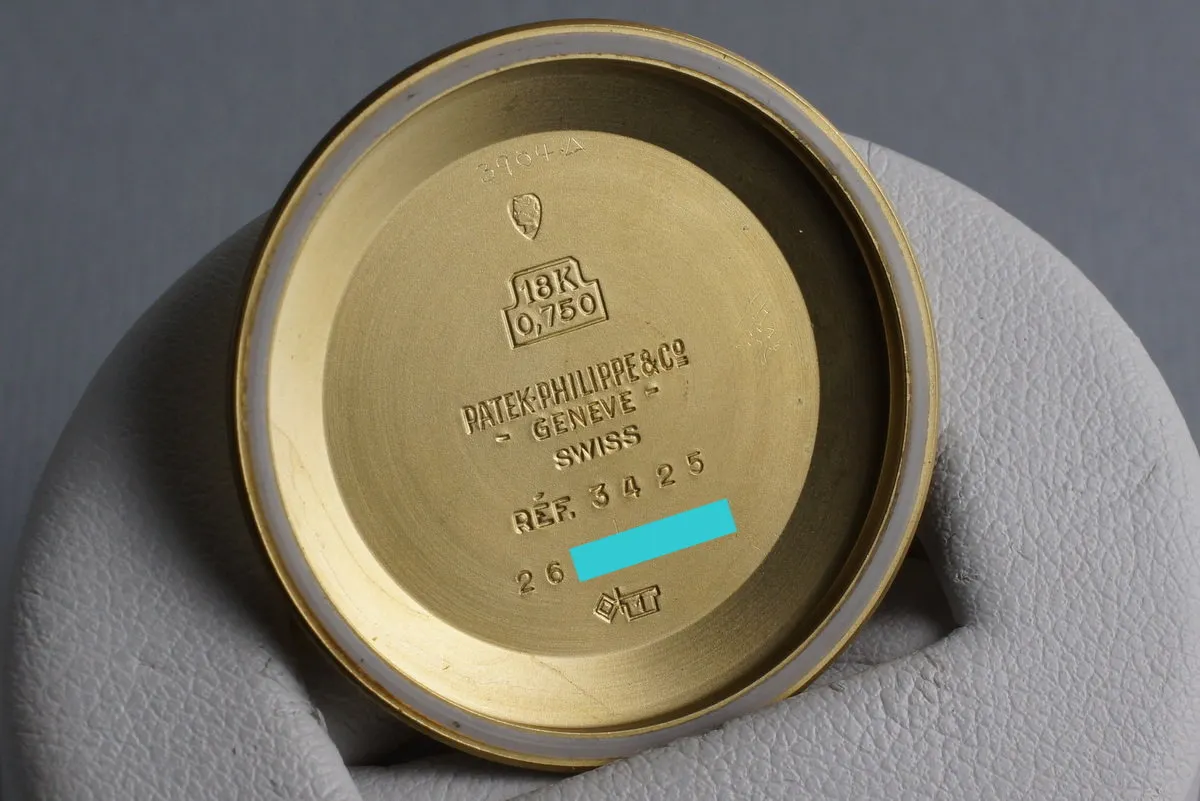 18K
0,750
PATEK·PHILIPPE & Cº
- GENEVE -
SWISS
RÉF. 3425
26